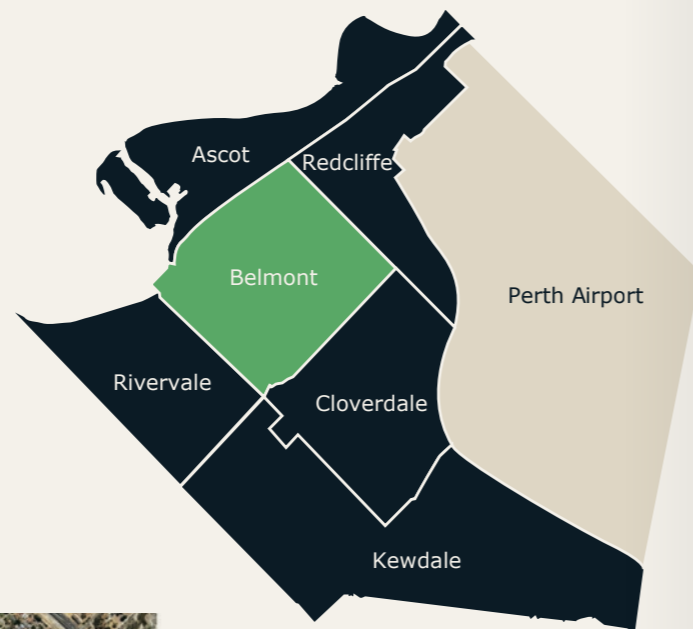 Ascot
Redcliffe
Belmont
Perth Airport
Rivervale
Cloverdale
Kewdale